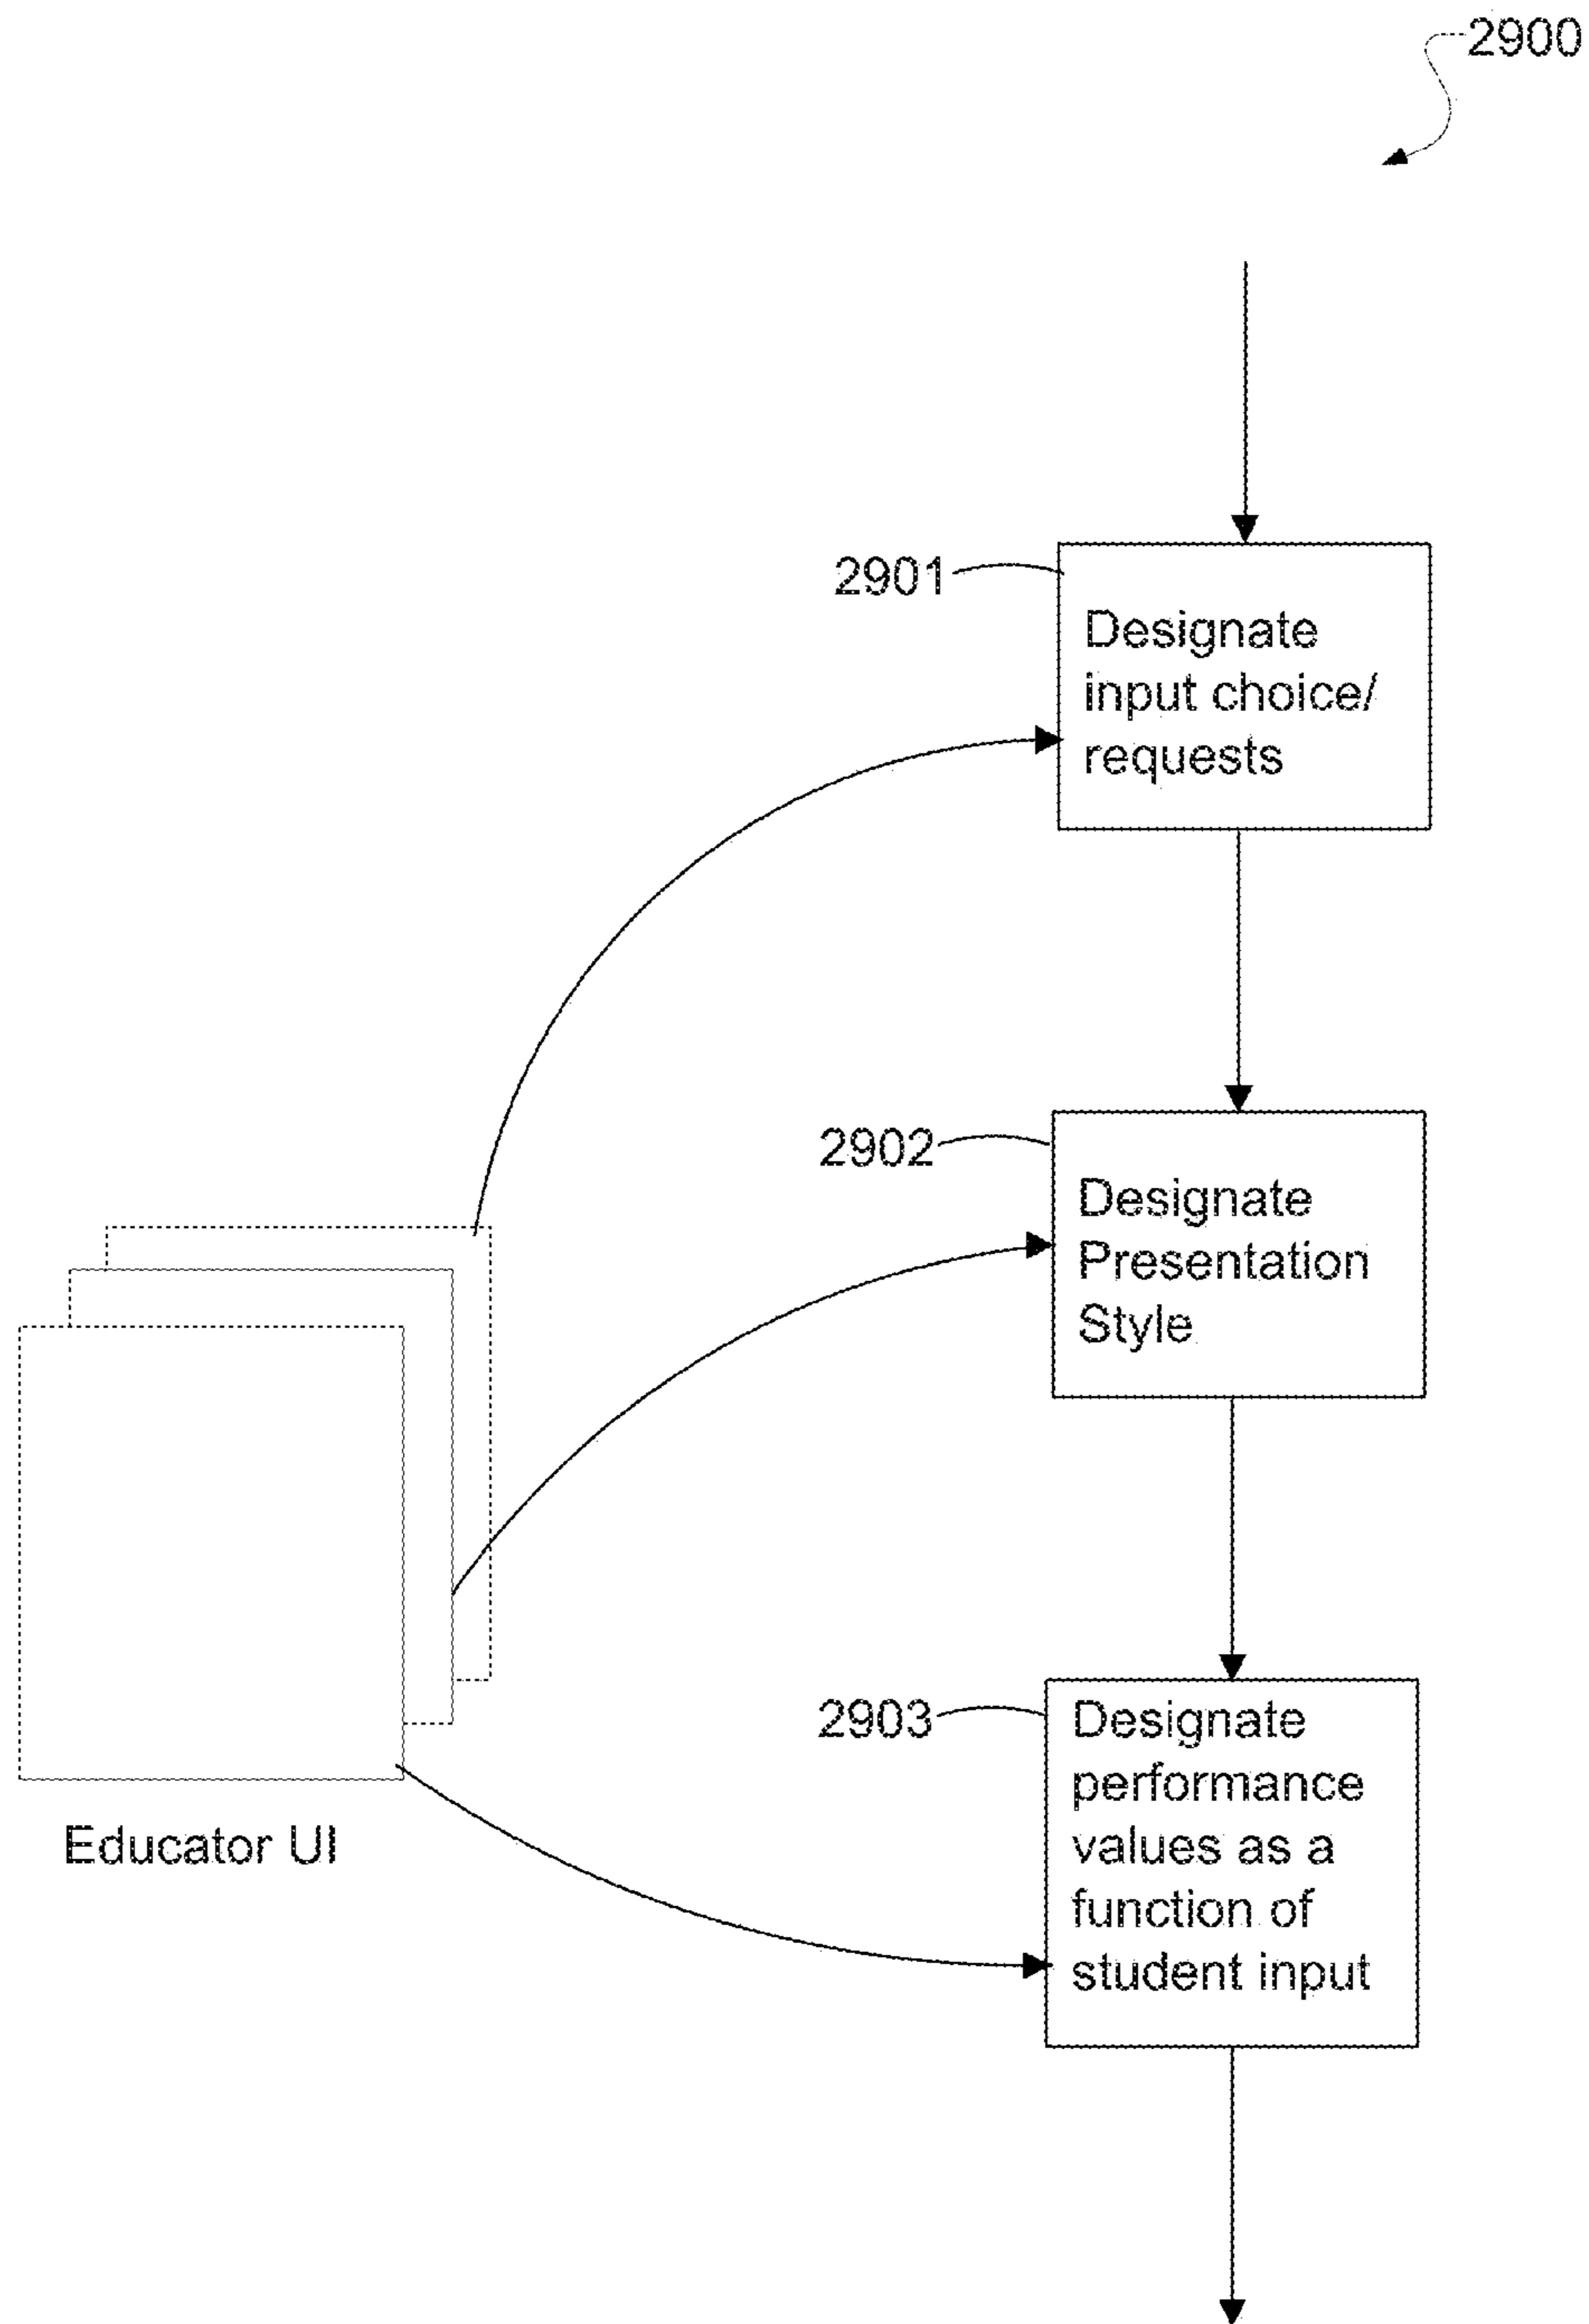 2900
2901
Designate
input choice/
requests
2902
Designate
Presentation
Style
2903
Designate
performance
values as a
function of
student input
Educator UI